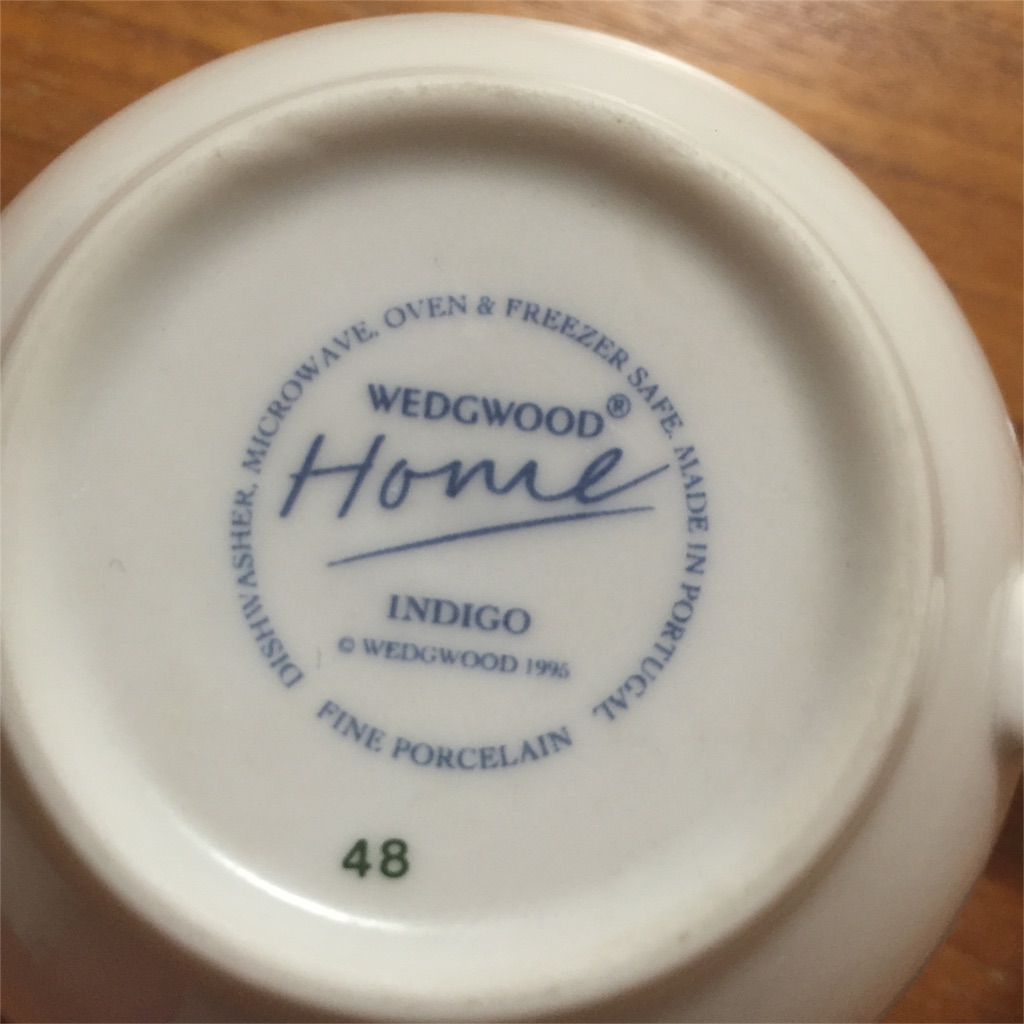 DISHWASHER, MICROWAVE, OVEN & FREEZER SAFE. MADE IN PORTUGAL
WEDGWOOD®
Home
INDIGO
© WEDGWOOD 1996
FINE PORCELAIN
48